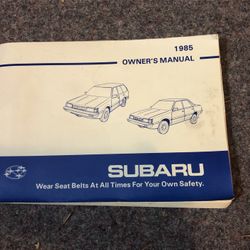 1985
OWNER'S MANUAL
SUBARU
Wear Seat Belts At All Times For Your Own Safety.